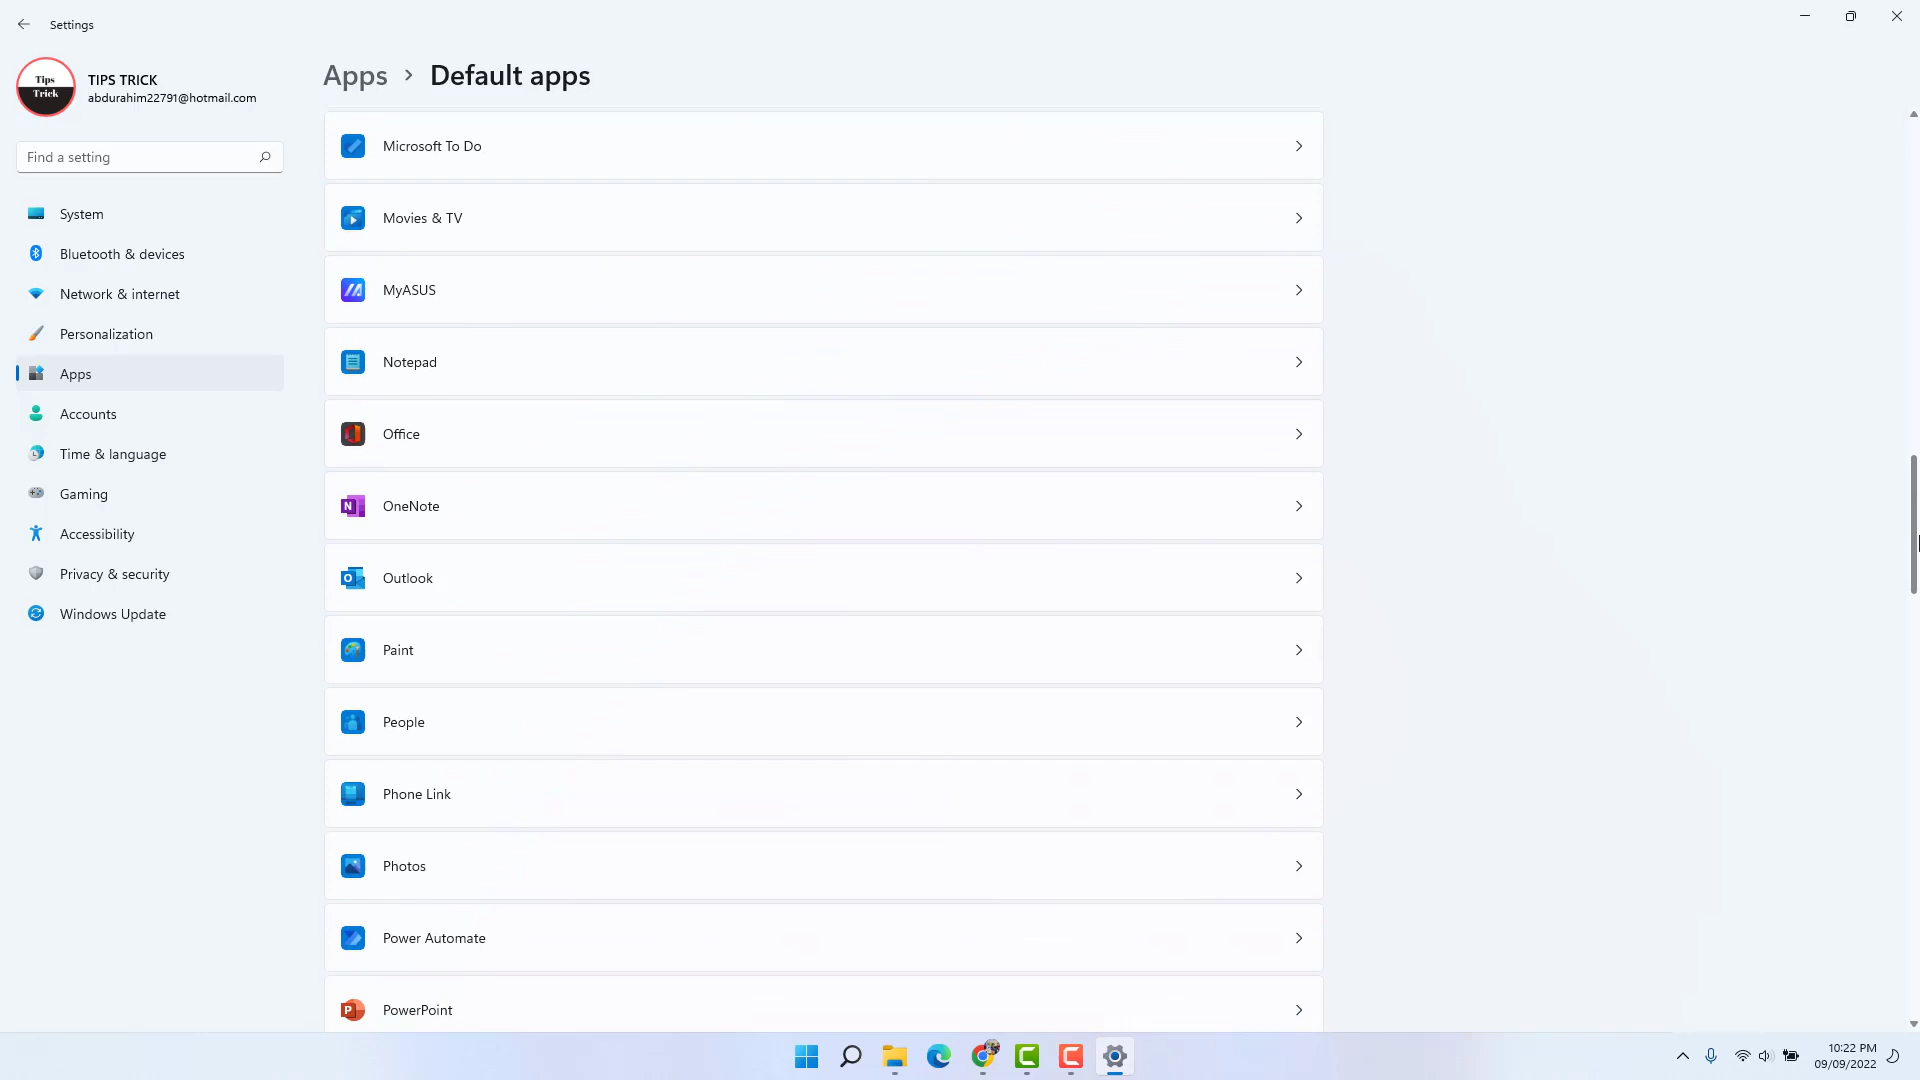 Settings
Tips
Trick
TIPS TRICK
abdurahim22791@hotmail.com
Find a setting
System
Bluetooth & devices
Network & internet
Personalization
Apps
Accounts
Time & language
Gaming
Accessibility
Privacy & security
Windows Update
Apps > Default apps
Microsoft To Do
Movies & TV
MyASUS
Notepad
Office
OneNote
Outlook
Paint
People
Phone Link
Photos
Power Automate
PowerPoint
10:22 PM
09/09/2022